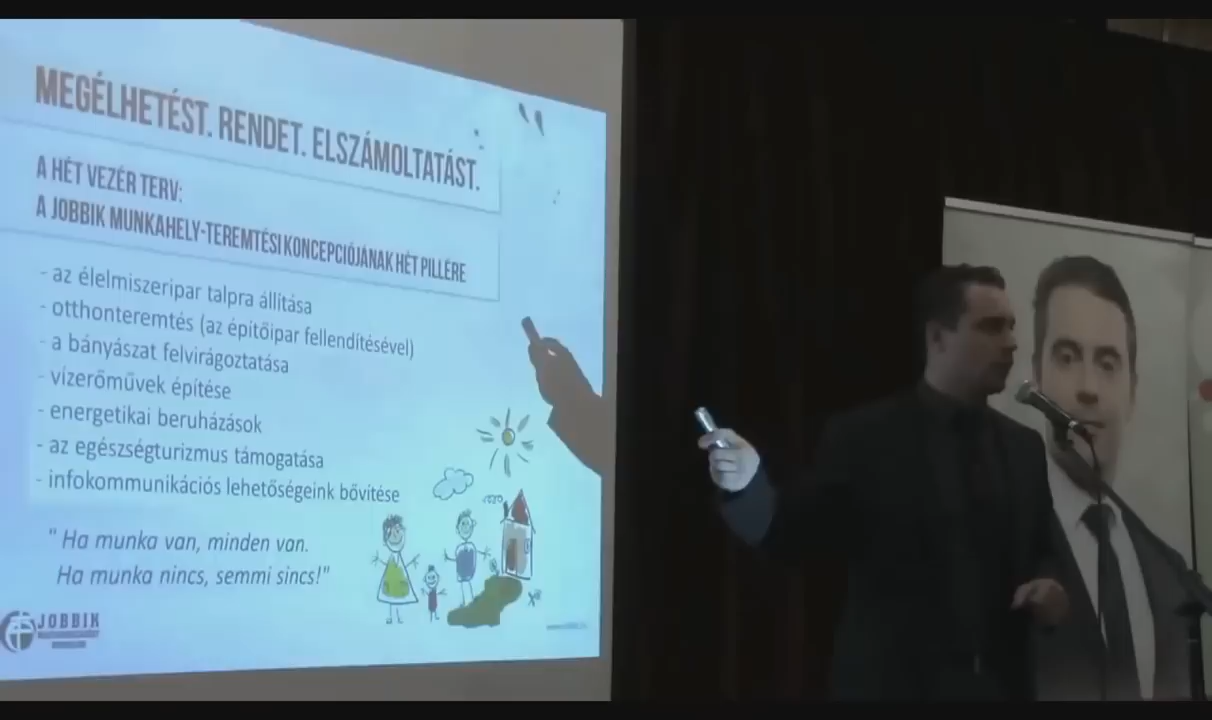 MEGÉLHETÉST. RENDET. ELSZÁMOLTATÁST.
A HÉT VEZÉR TERV:
A JOBBIK MUNKAHELY-TEREMTÉSI KONCEPCIÓJÁNAK HÉT PILLÉRE
- az élelmiszeripar talpra állítása
- otthonteremtés (az építőipar fellendítésével)
- a bányászat felvirágoztatása
- vízerőművek építése
- energetikai beruházások
- az egészségturizmus támogatása
- infokommunikációs lehetőségeink bővítése
" Ha munka van, minden van.
Ha munka nincs, semmi sincs!"
JOBBIK